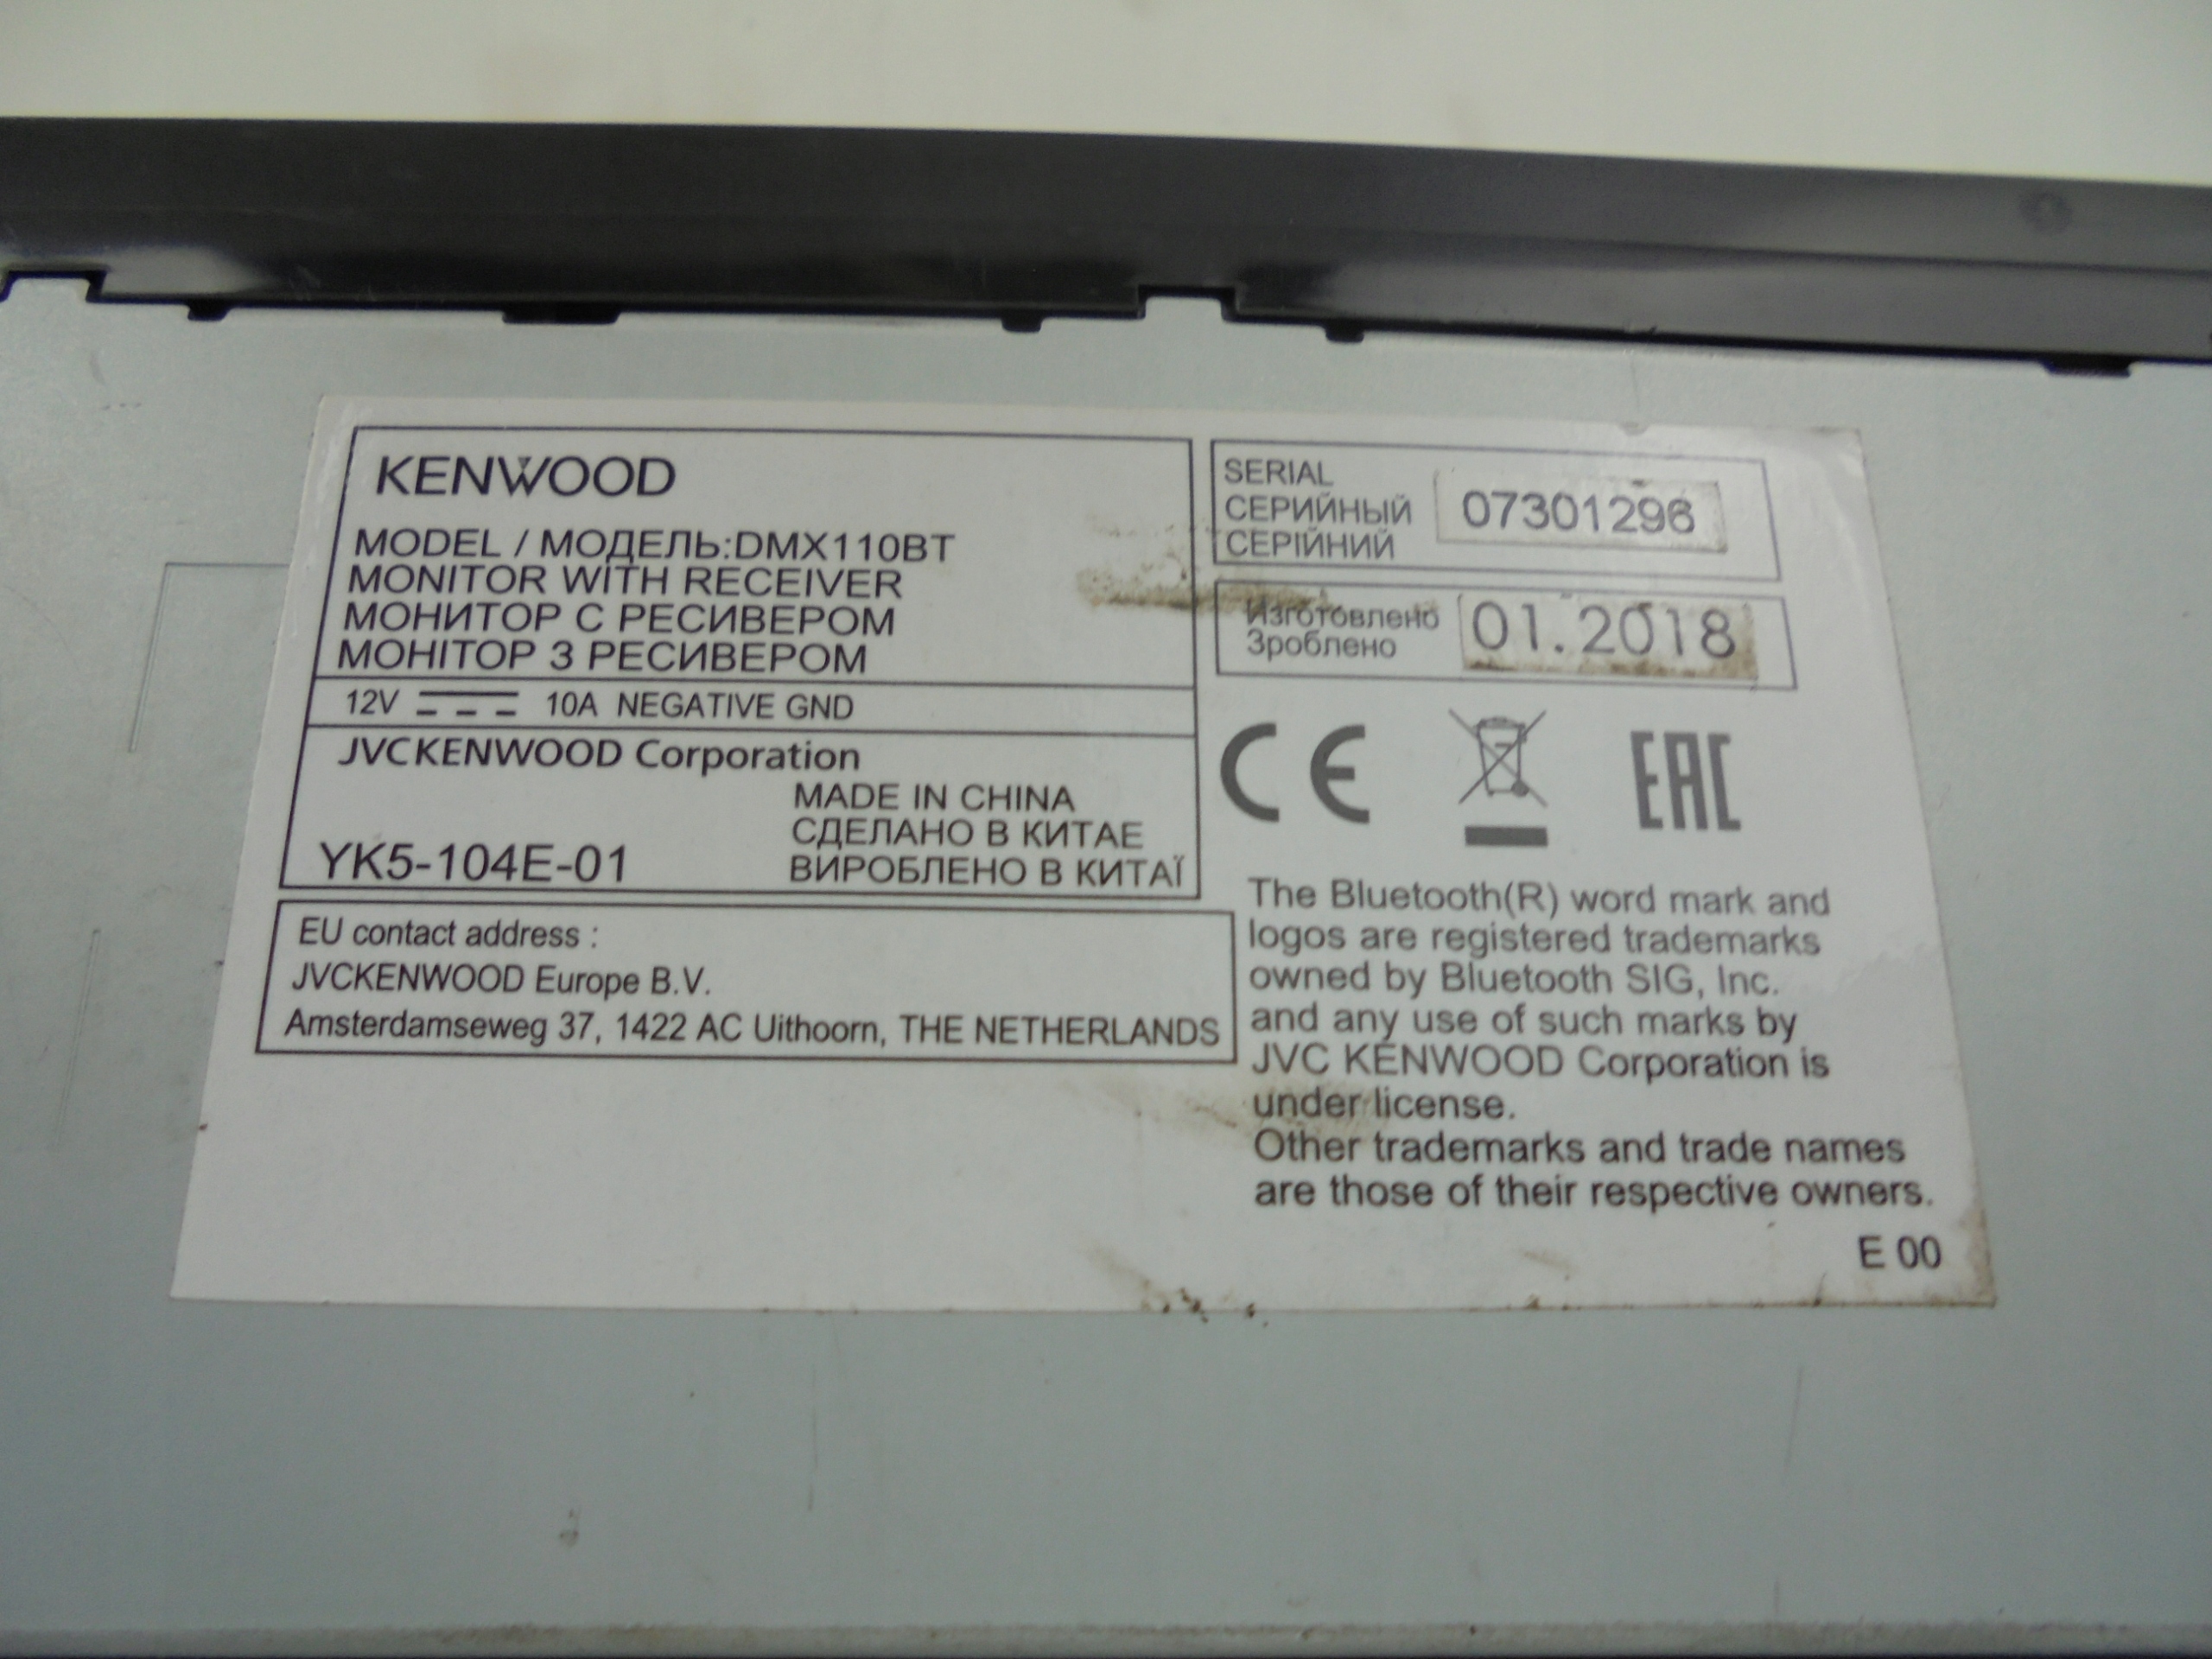 KENWOOD
MODEL / МОДЕЛЬ:DMX110BT
MONITOR WITH RECEIVER
МОНИТОР С РЕСИВЕРОМ
МОНІТОР З РЕСИВЕРОМ
12V 10A NEGATIVE GND
JVCKENWOOD Corporation
MADE IN CHINA
СДЕЛАНО В КИТАЕ
YK5-104E-01 ВИРОБЛЕНО В КИТАЇ
EU contact address :
JVCKENWOOD Europe B.V.
Amsterdamseweg 37, 1422 AC Uithoorn, THE NETHERLANDS
SERIAL
СЕРИЙНЫЙ 07301296
СЕРІЙНИЙ
Изготовлено 01.2018
Зроблено
CE EAC
The Bluetooth(R) word mark and
logos are registered trademarks
owned by Bluetooth SIG, Inc.
and any use of such marks by
JVC KENWOOD Corporation is
under license.
Other trademarks and trade names
are those of their respective owners.
E 00